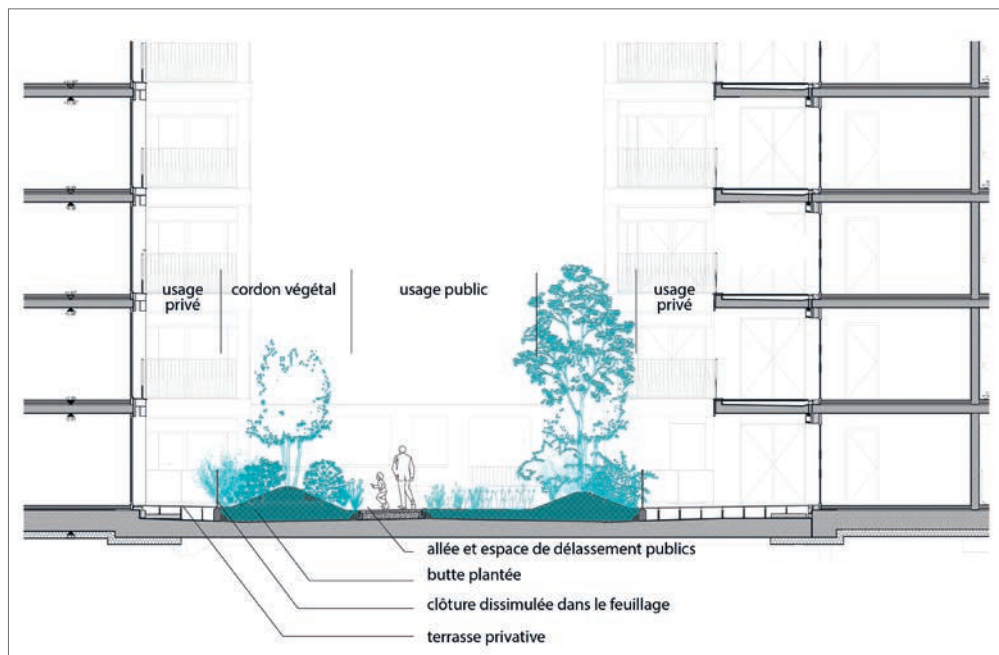 usage
privé
cordon végétal
usage public
usage
privé
allée et espace de délassement publics
butte plantée
clôture dissimulée dans le feuillage
terrasse privative